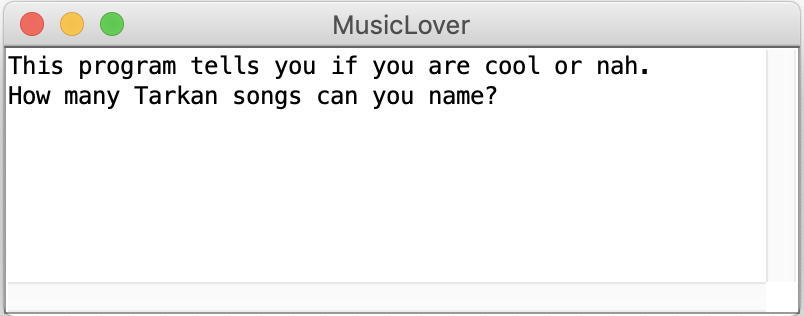 MusicLover
This program tells you if you are cool or nah.
How many Tarkan songs can you name?